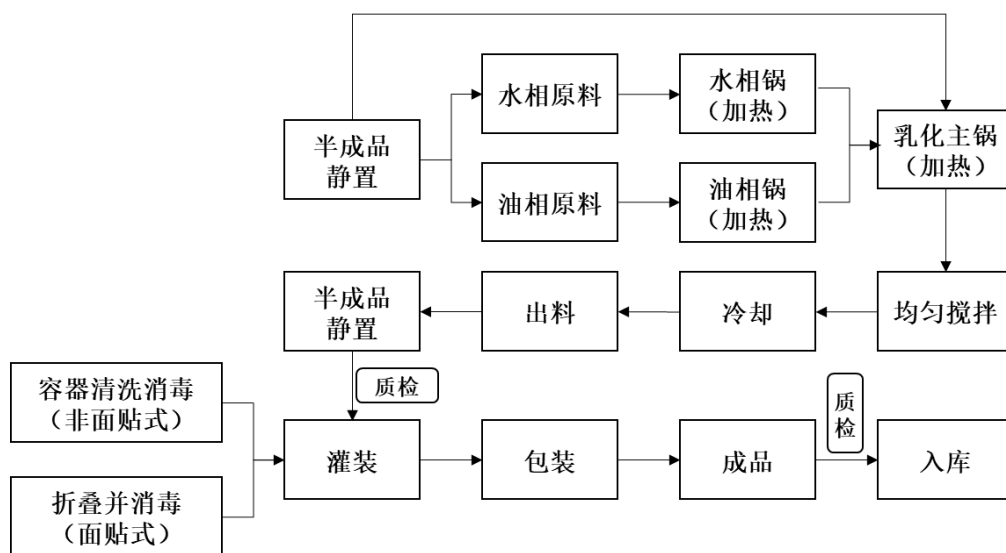 水相原料
水相锅
（加热）
半成品
静置
乳化主锅
（加热）
油相原料
油相锅
（加热）
半成品
静置
出料
冷却
均匀搅拌
质检
容器清洗消毒
（非面贴式）
质
检
灌装
包装
成品
入库
折叠并消毒
（面贴式）